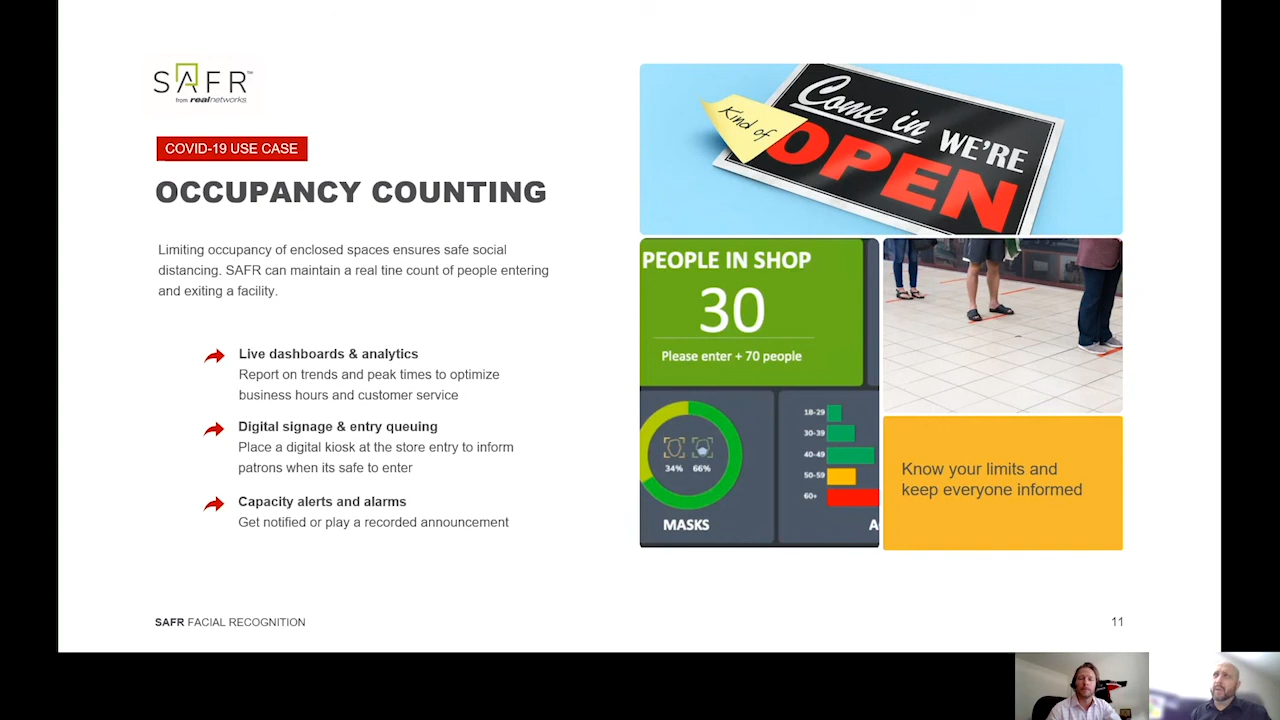 SAFR™
from realnetworks
COVID-19 USE CASE
OCCUPANCY COUNTING
Limiting occupancy of enclosed spaces ensures safe social
distancing. SAFR can maintain a real tine count of people entering
and exiting a facility.
Live dashboards & analytics
Report on trends and peak times to optimize
business hours and customer service
Digital signage & entry queuing
Place a digital kiosk at the store entry to inform
patrons when its safe to enter
Capacity alerts and alarms
Get notified or play a recorded announcement
Come in
Kind of
WE'RE
OPEN
PEOPLE IN SHOP
30
Please enter + 70 people
34% 66%
MASKS
18-29
30-39
40-49
50-59
60+
A
Know your limits and
keep everyone informed
SAFR FACIAL RECOGNITION
11